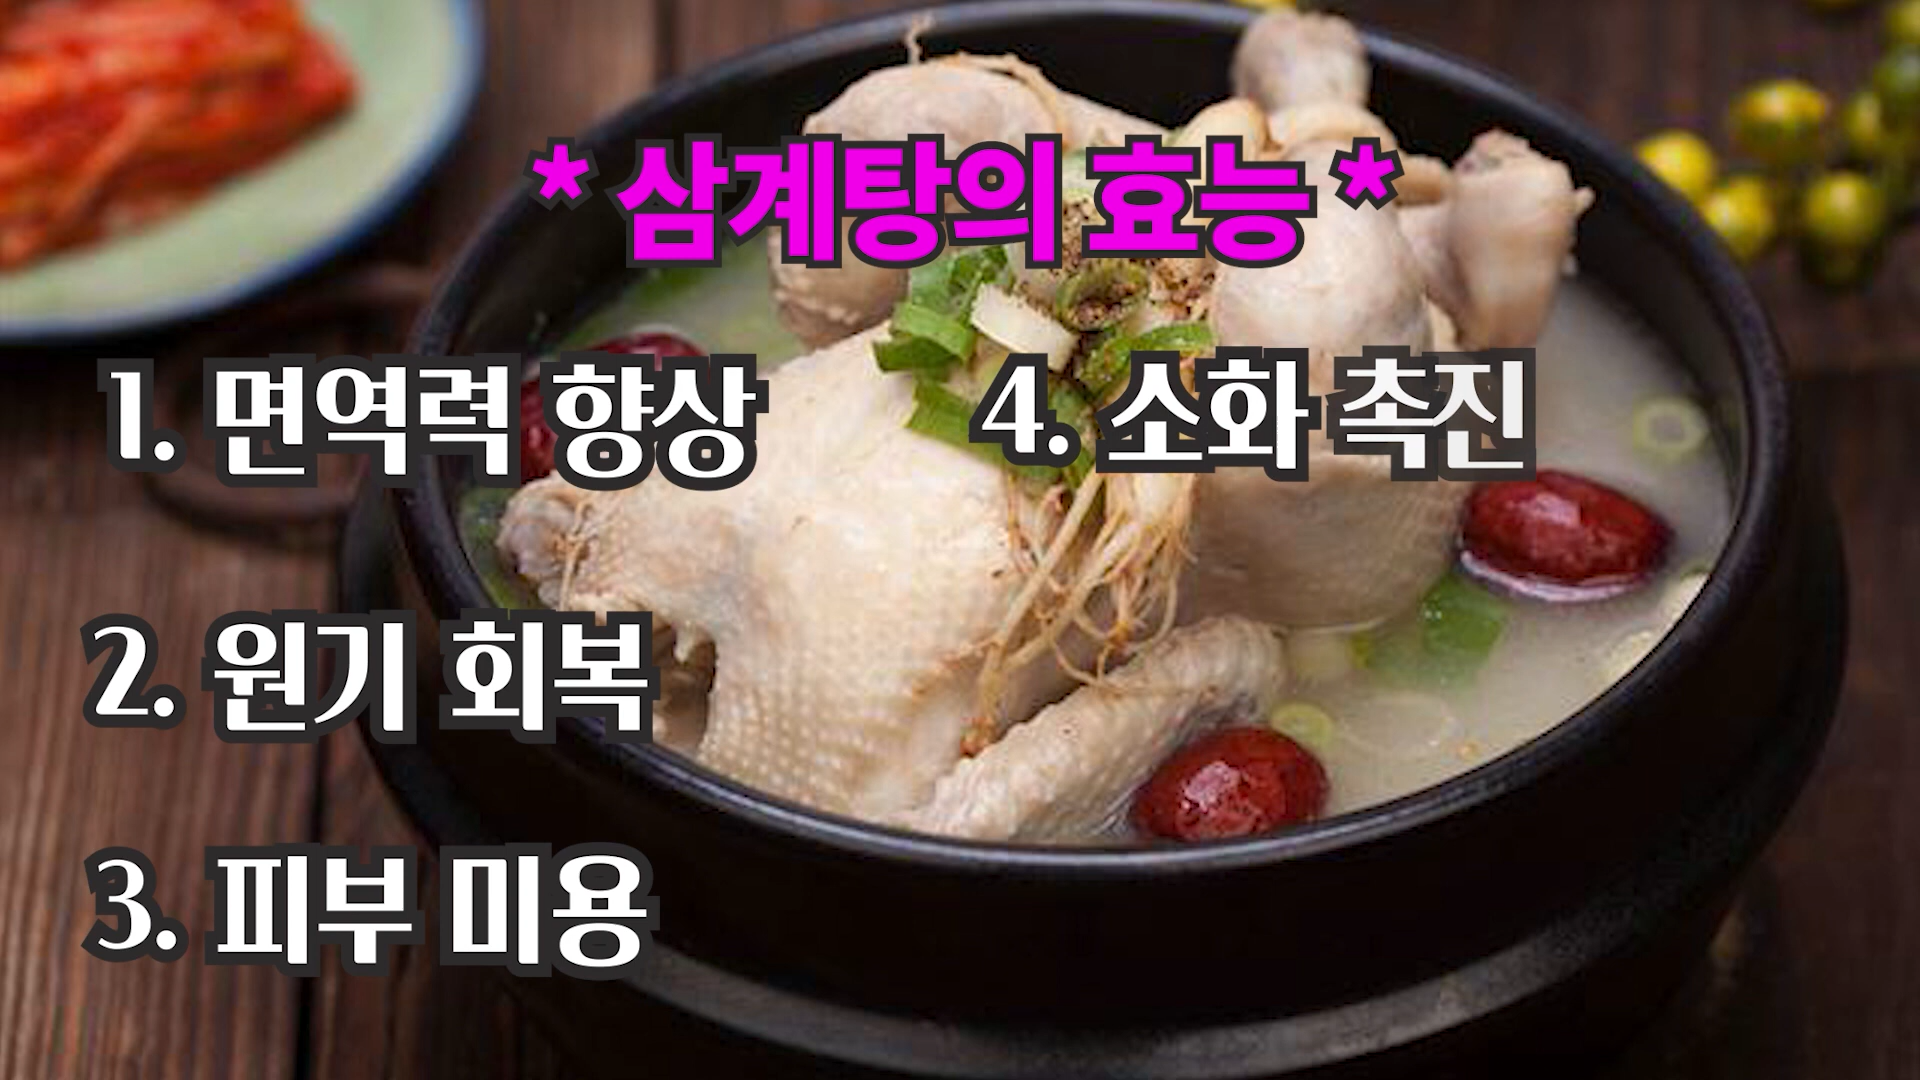 * 삼계탕의 효능 *
1. 면역력 향상
2. 원기 회복
3. 피부 미용
4. 소화 촉진